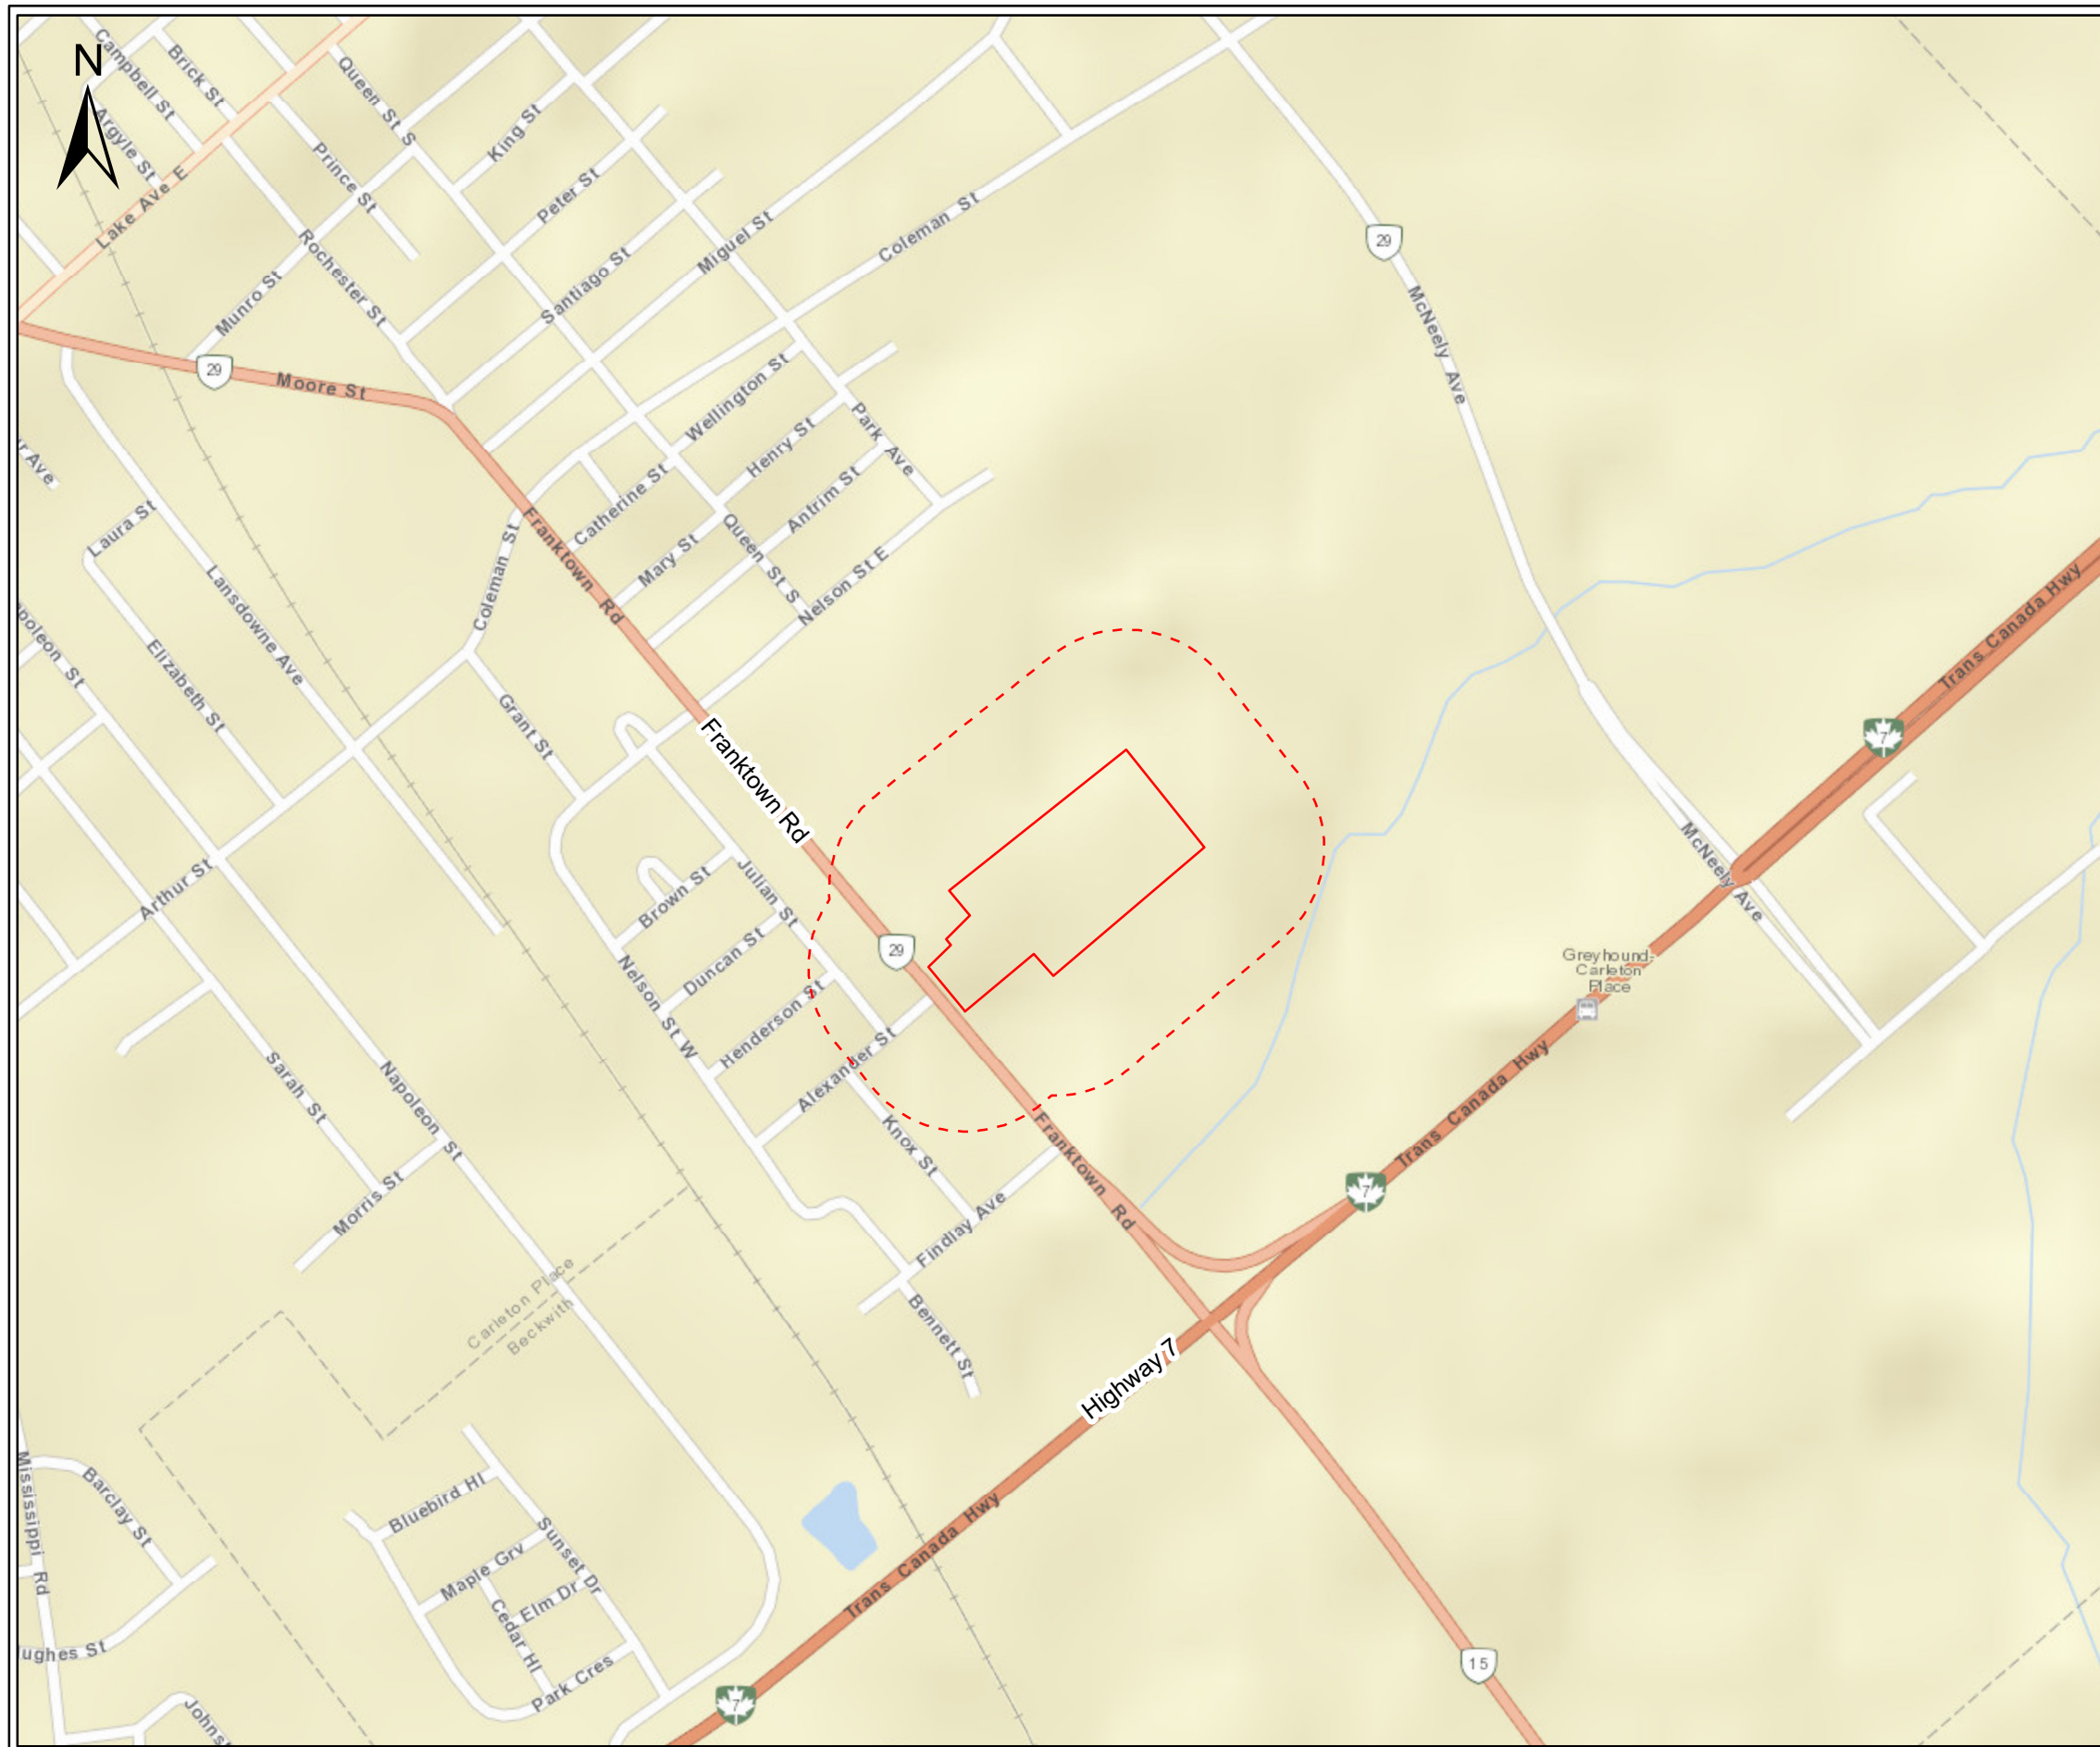 N
Campbell St
Brick St
Argyle St
Lake Ave E
Queen St S
King St
Prince St
Peter St
Rochester St
Munro St
Santiago St
Miguel St
Coleman St
29
McNeely Ave
29
Moore St
Wellington St
Henry St
Park Ave
Catherine St
Antrim St
Mary St
Queen St S
Nelson St E
r Ave
Laura St
Franktown Rd
Coleman St
Lansdowne Ave
Elizabeth St
poleon St
Grant St
Franktown Rd
Trans Canada Hwy
7
Arthur St
Brown St
Julian St
Duncan St
29
Henderson St
Nelson St W
Alexander St
McNeely Ave
Greyhound-
Carleton
Place
Trans Canada Hwy
7
Sarah St
Napoleon St
Morris St
Knox St
Franktown Rd
Findlay Ave
Bennett St
Carleton Place
Beckwith
Highway 7
Mississippi Rd
Barclay St
Bluebird Hl
Sunset Dr
Maple Grv
Elm Dr
Cedar Hl
Park Cres
Trans Canada Hwy
7
15
ughes St
Johnst